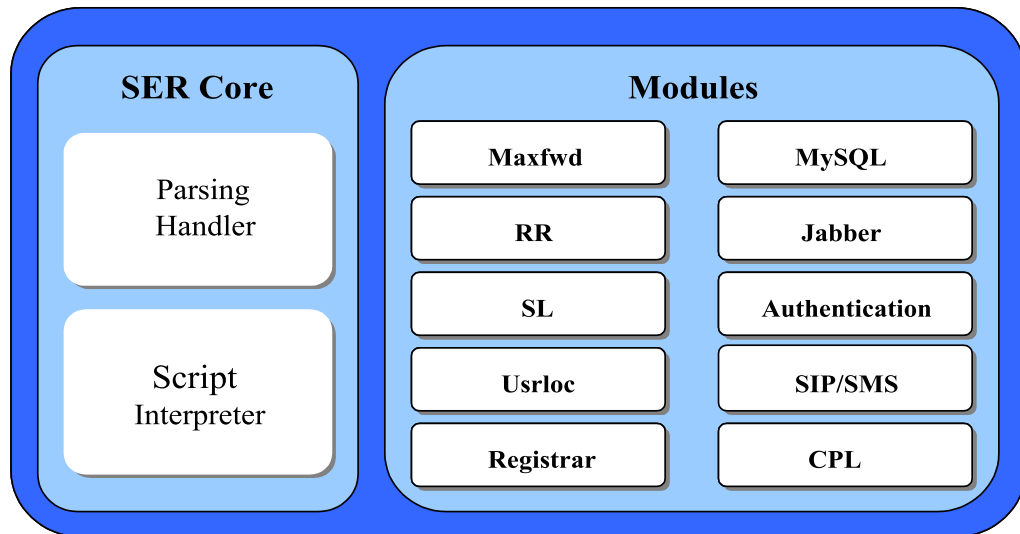 SER Core
Parsing
Handler
Script
Interpreter
Modules
Maxfwd
MySQL
RR
Jabber
SL
Authentication
Usrloc
SIP/SMS
Registrar
CPL